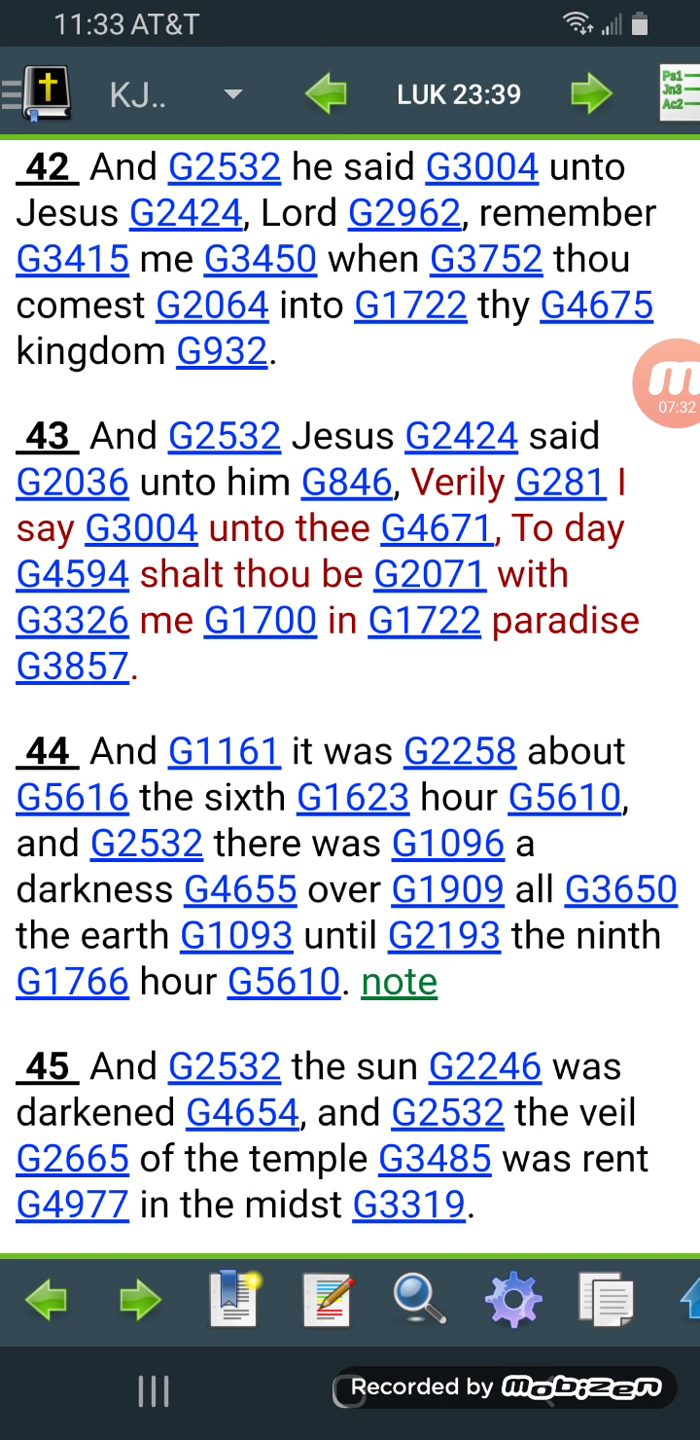 11:33 AT&T
KJ..
LUK 23:39
Ps1
Jn3
Ac2
42 And G2532 he said G3004 unto
Jesus G2424, Lord G2962, remember
G3415 me G3450 when G3752 thou
comest G2064 into G1722 thy G4675
kingdom G932.
m
07:32
43 And G2532 Jesus G2424 said
G2036 unto him G846, Verily G281 I
say G3004 unto thee G4671, To day
G4594 shalt thou be G2071 with
G3326 me G1700 in G1722 paradise
G3857.
44 And G1161 it was G2258 about
G5616 the sixth G1623 hour G5610,
and G2532 there was G1096 a
darkness G4655 over G1909 all G3650
the earth G1093 until G2193 the ninth
G1766 hour G5610. note
45 And G2532 the sun G2246 was
darkened G4654, and G2532 the veil
G2665 of the temple G3485 was rent
G4977 in the midst G3319.
Recorded by mobizen